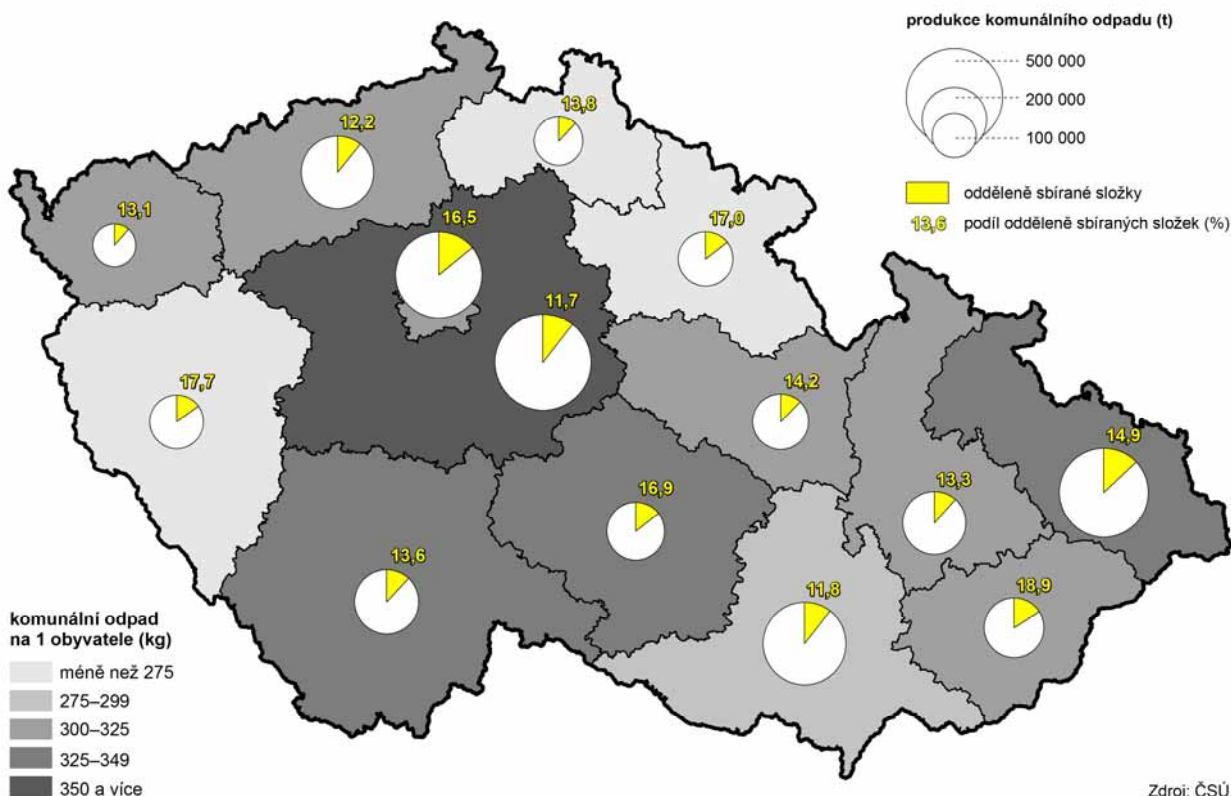 produkce komunálního odpadu (t)
500 000
200 000
100 000
odděleně sbírané složky
13,6 podíl odděleně sbíraných složek (%)
13,8
12,2
13,1
16,5
17,0
11,7
17,7
14,2
14,9
13,3
16,9
13,6
11,8
18,9
komunální odpad
na 1 obyvatele (kg)
méně než 275
275–299
300–325
325–349
350 a více
Zdroj: ČSÚ